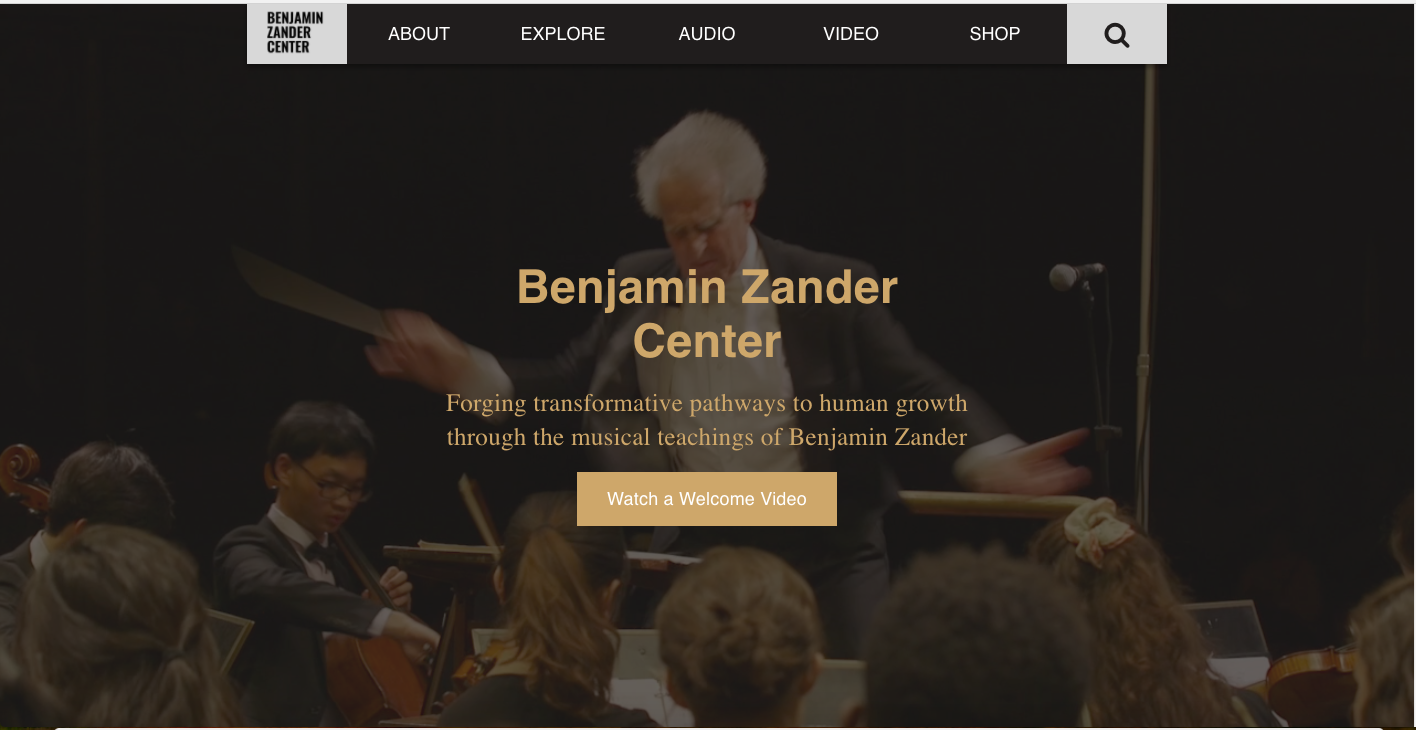 BENJAMIN
ZANDER
CENTER
ABOUT EXPLORE AUDIO VIDEO SHOP
Benjamin Zander
Center
Forging transformative pathways to human growth
through the musical teachings of Benjamin Zander
Watch a Welcome Video